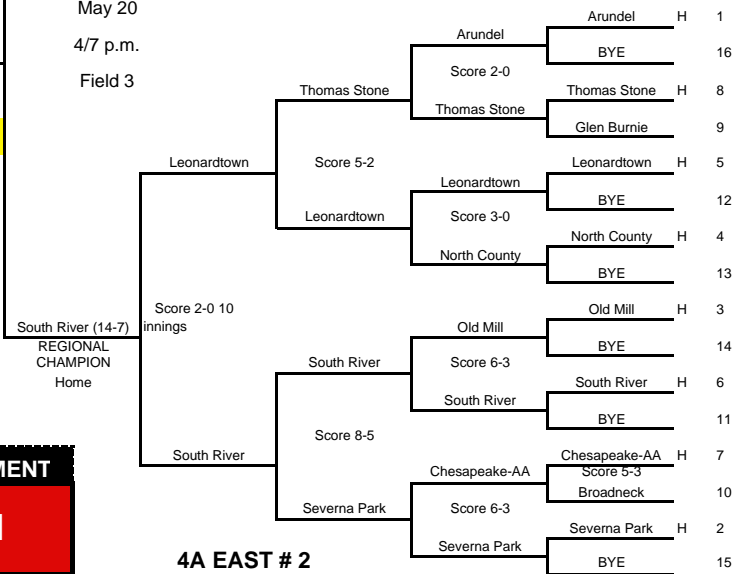 May 20
4/7 p.m.
Field 3
Arundel H 1
Arundel
BYE 16
Score 2-0
Thomas Stone
Thomas Stone H 8
Thomas Stone
Glen Burnie 9
Leonardtown
Score 5-2
Leonardtown H 5
Leonardtown
BYE 12
Leonardtown
Score 3-0
North County H 4
North County
BYE 13
Score 2-0 10
innings
South River (14-7)
REGIONAL
CHAMPION
Home
Old Mill H 3
Old Mill
BYE 14
South River
Score 6-3
South River H 6
South River
BYE 11
Score 8-5
South River
Chesapeake-AA H 7
Score 5-3
Chesapeake-AA
Broadneck 10
Severna Park
Score 6-3
Severna Park H 2
Severna Park
BYE 15
4A EAST # 2